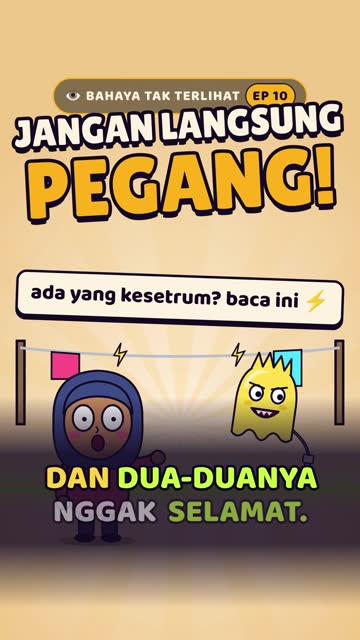 BAHAYA TAK TERLIHAT EP 10
JANGAN LANGSUNG
PEGANG!
ada yang kesetrum? baca ini ⚡
DAN DUA-DUANYA
NGGAK SELAMAT.